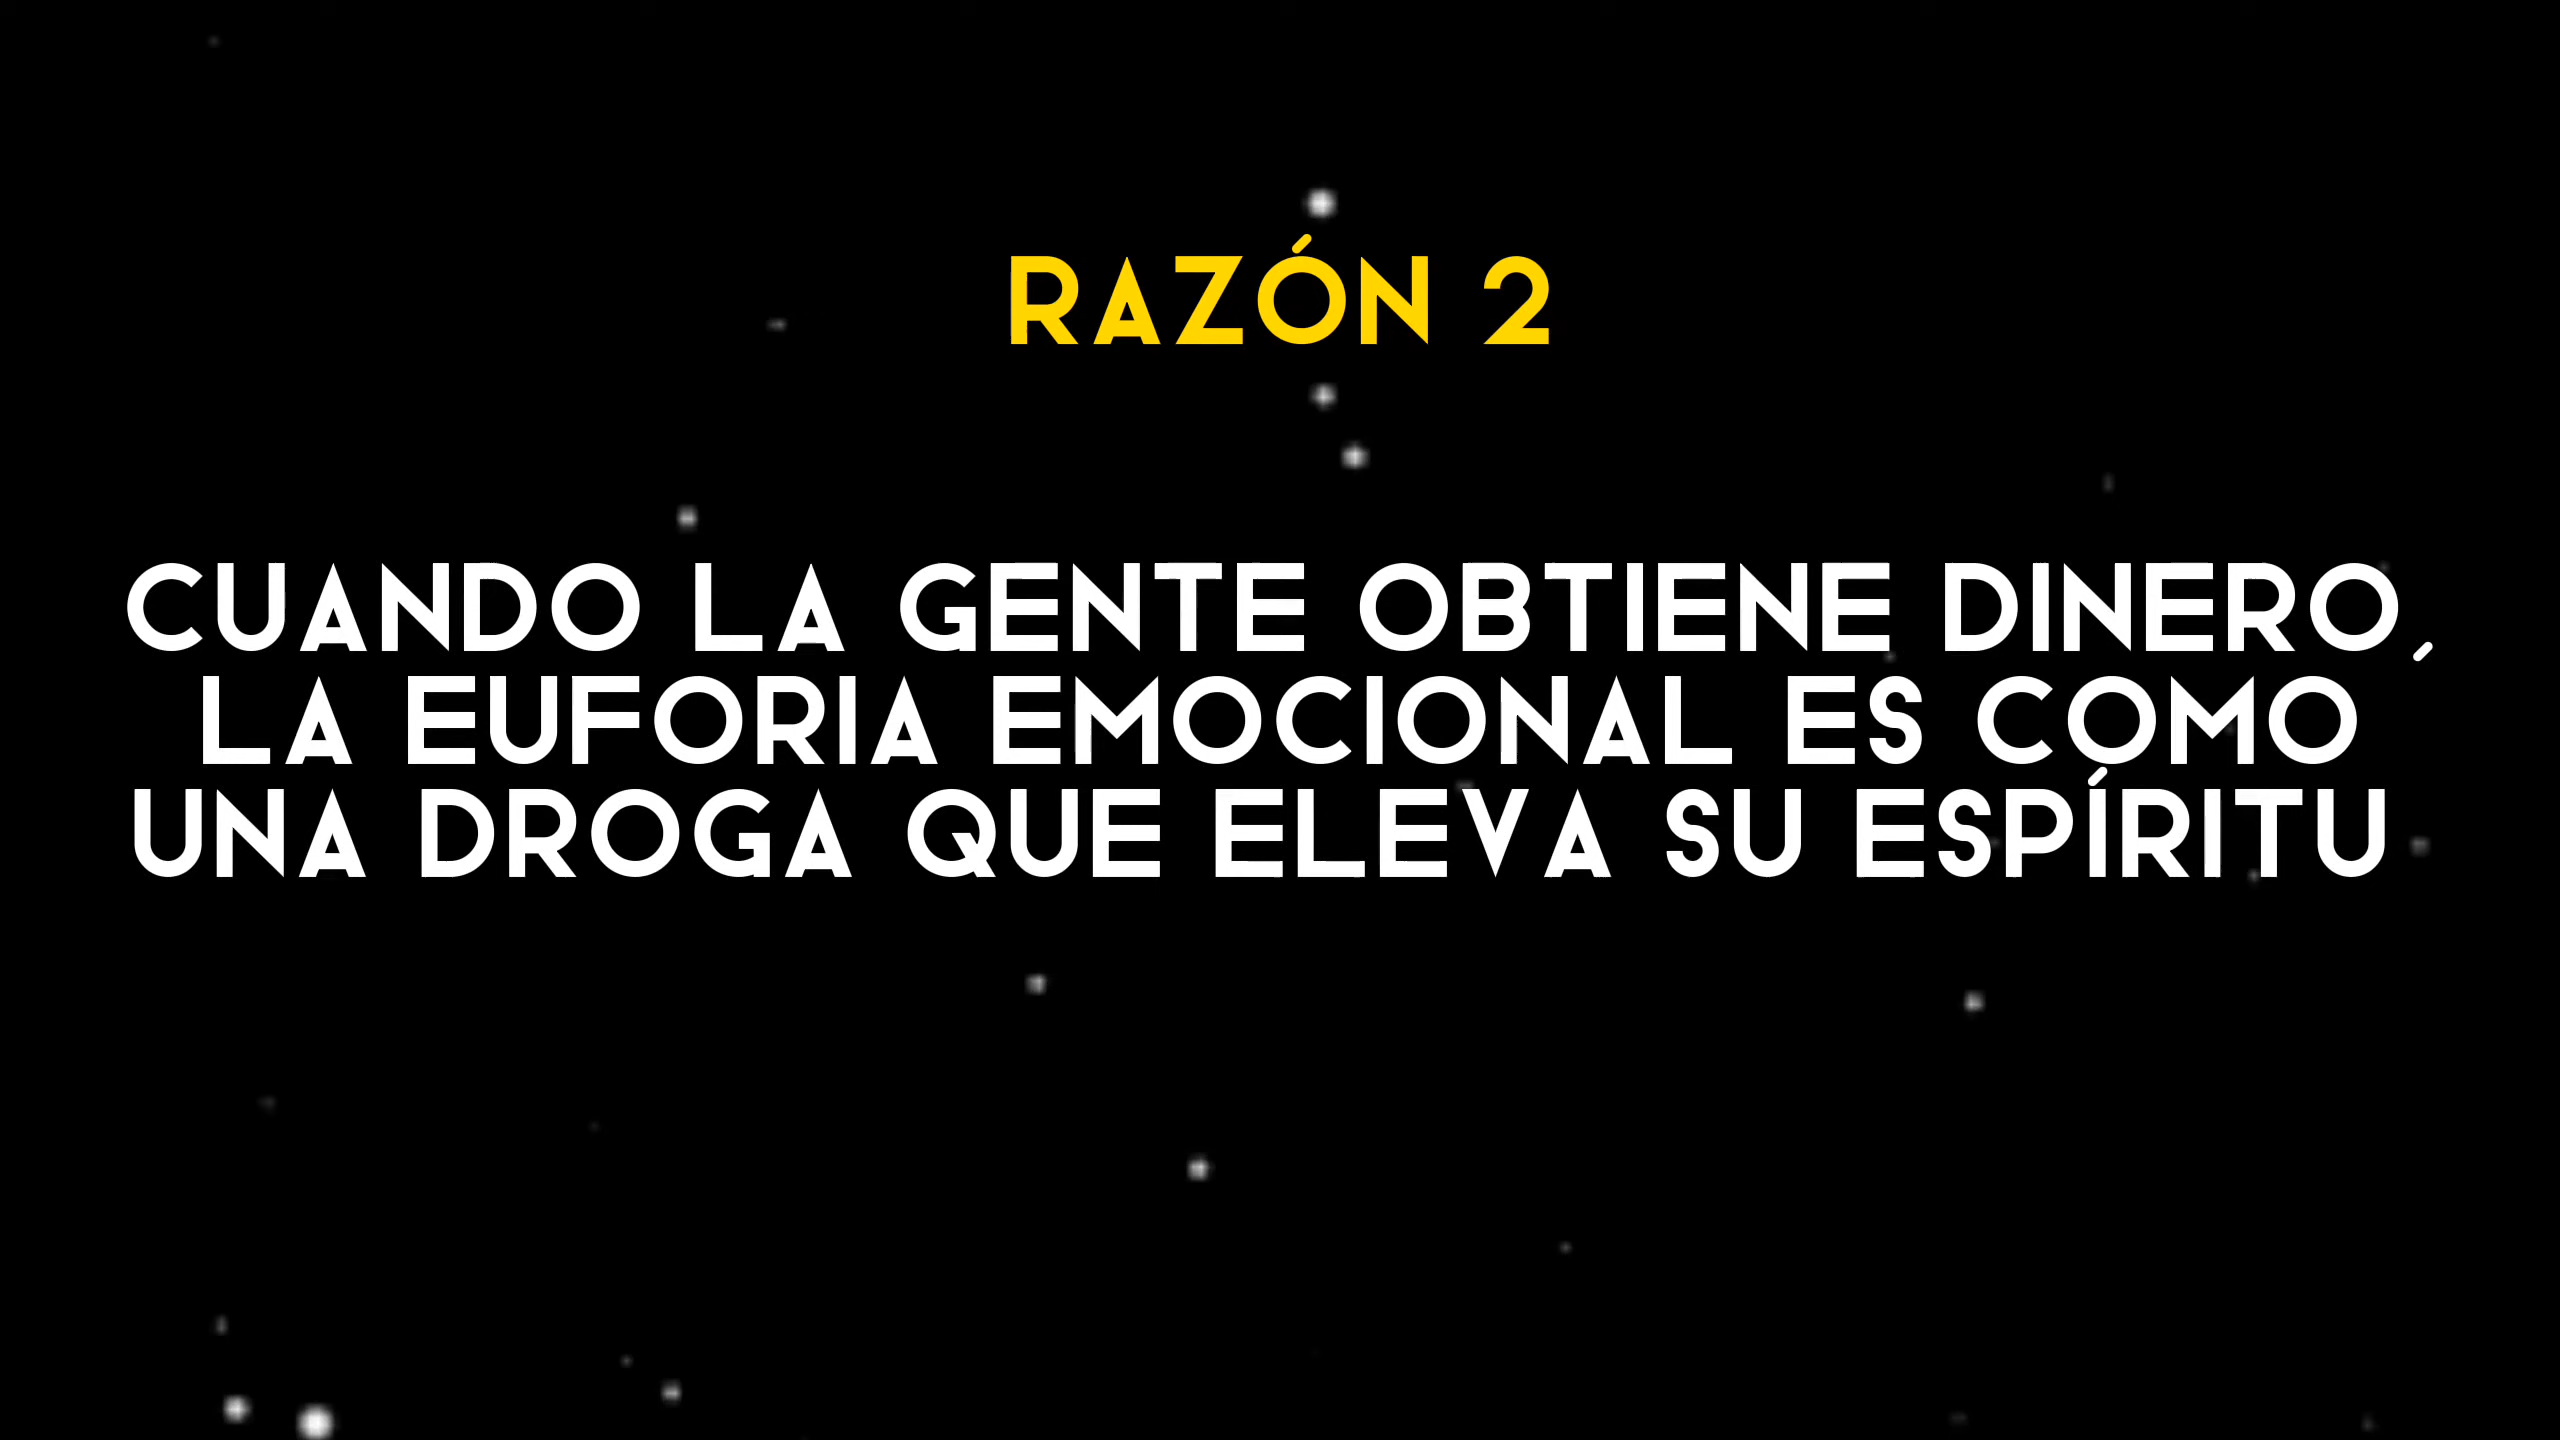 RAZÓN 2
CUANDO LA GENTE OBTIENE DINERO,
LA EUFORIA EMOCIONAL ES COMO
UNA DROGA QUE ELEVA SU ESPÍRITU